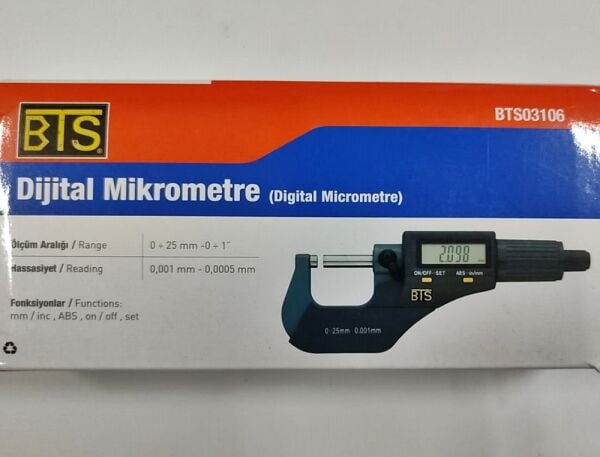 BTS®
BTS03106
Dijital Mikrometre (Digital Micrometre)
Ölçüm Aralığı / Range 0 ÷ 25 mm -0 ÷ 1"
Hassasiyet / Reading 0,001 mm - 0,0005 mm
Fonksiyonlar / Functions:
mm / inc , ABS , on / off , set
2.098
ON/OFF·SET ABS·in/mm
BTS
0-25mm 0.001mm